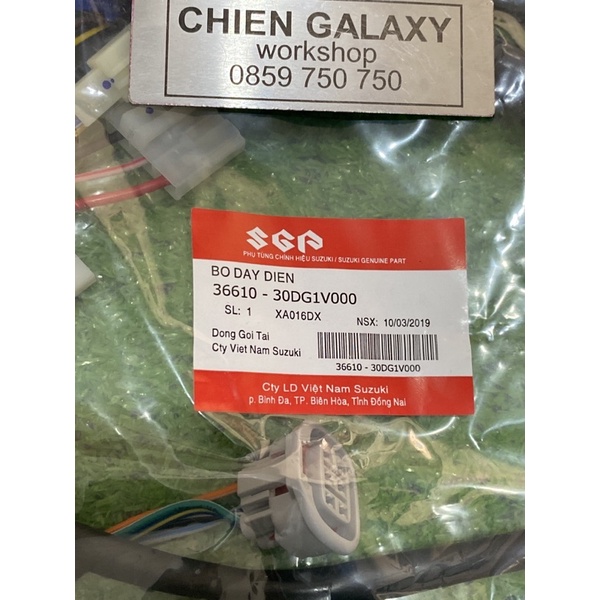 CHIEN GALAXY
workshop
0859 750 750
SGP
PHỤ TÙNG CHÍNH HIỆU SUZUKI / SUZUKI GENUINE PART
BO DAY DIEN
36610 - 30DG1V000
SL: 1 XA016DX NSX: 10/03/2019
Dong Goi Tai
Cty Viet Nam Suzuki
36610 - 30DG1V000
Cty LD Việt Nam Suzuki
p. Bình Đa, TP. Biên Hòa, Tỉnh Đồng Nai